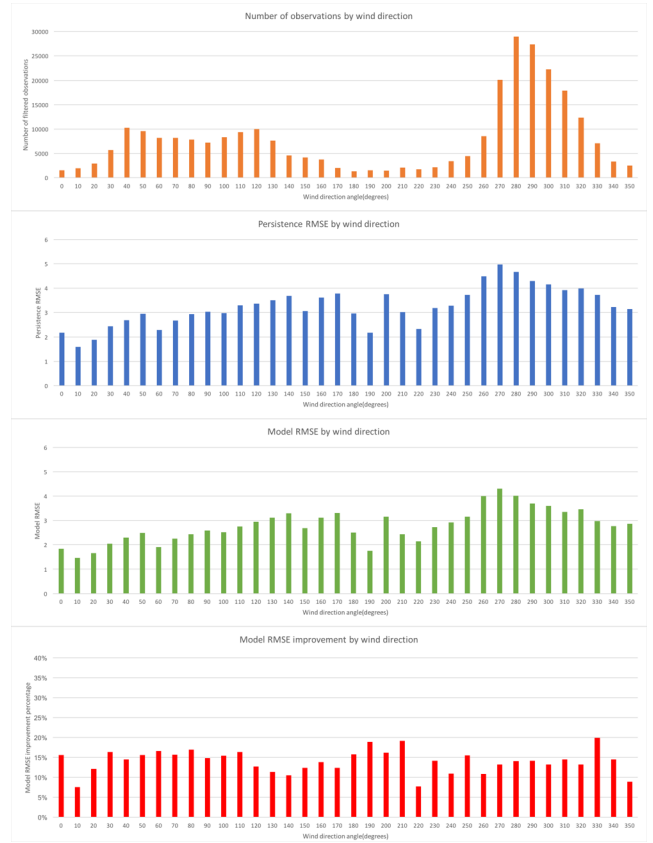 Number of observations by wind direction
Number of filtered observations
30000
25000
20000
15000
10000
5000
0
0 10 20 30 40 50 60 70 80 90 100 110 120 130 140 150 160 170 180 190 200 210 220 230 240 250 260 270 280 290 300 310 320 330 340 350
Wind direction angle(degrees)
Persistence RMSE by wind direction
Persistence RMSE
6
5
4
3
2
1
0
0 10 20 30 40 50 60 70 80 90 100 110 120 130 140 150 160 170 180 190 200 210 220 230 240 250 260 270 280 290 300 310 320 330 340 350
Wind direction angle(degrees)
Model RMSE by wind direction
Model RMSE
6
5
4
3
2
1
0
0 10 20 30 40 50 60 70 80 90 100 110 120 130 140 150 160 170 180 190 200 210 220 230 240 250 260 270 280 290 300 310 320 330 340 350
Wind direction angle(degrees)
Model RMSE improvement by wind direction
Model RMSE improvement percentage
40%
35%
30%
25%
20%
15%
10%
5%
0%
0 10 20 30 40 50 60 70 80 90 100 110 120 130 140 150 160 170 180 190 200 210 220 230 240 250 260 270 280 290 300 310 320 330 340 350
Wind direction angle(degrees)